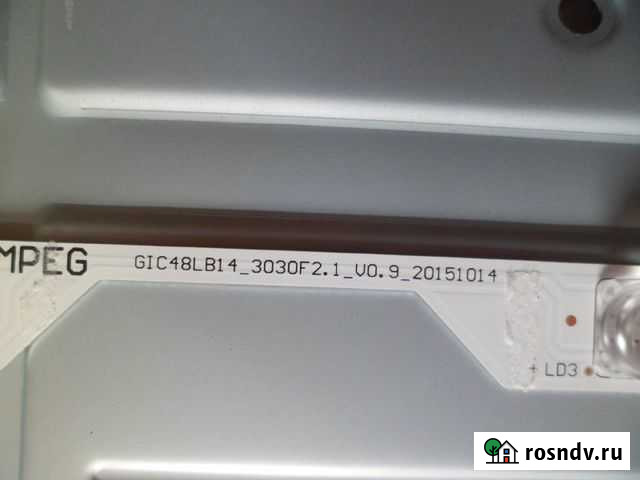 MPEG GIC48LB14_3030F2.1_V0.9_20151014
+ LD3
rosndv.ru